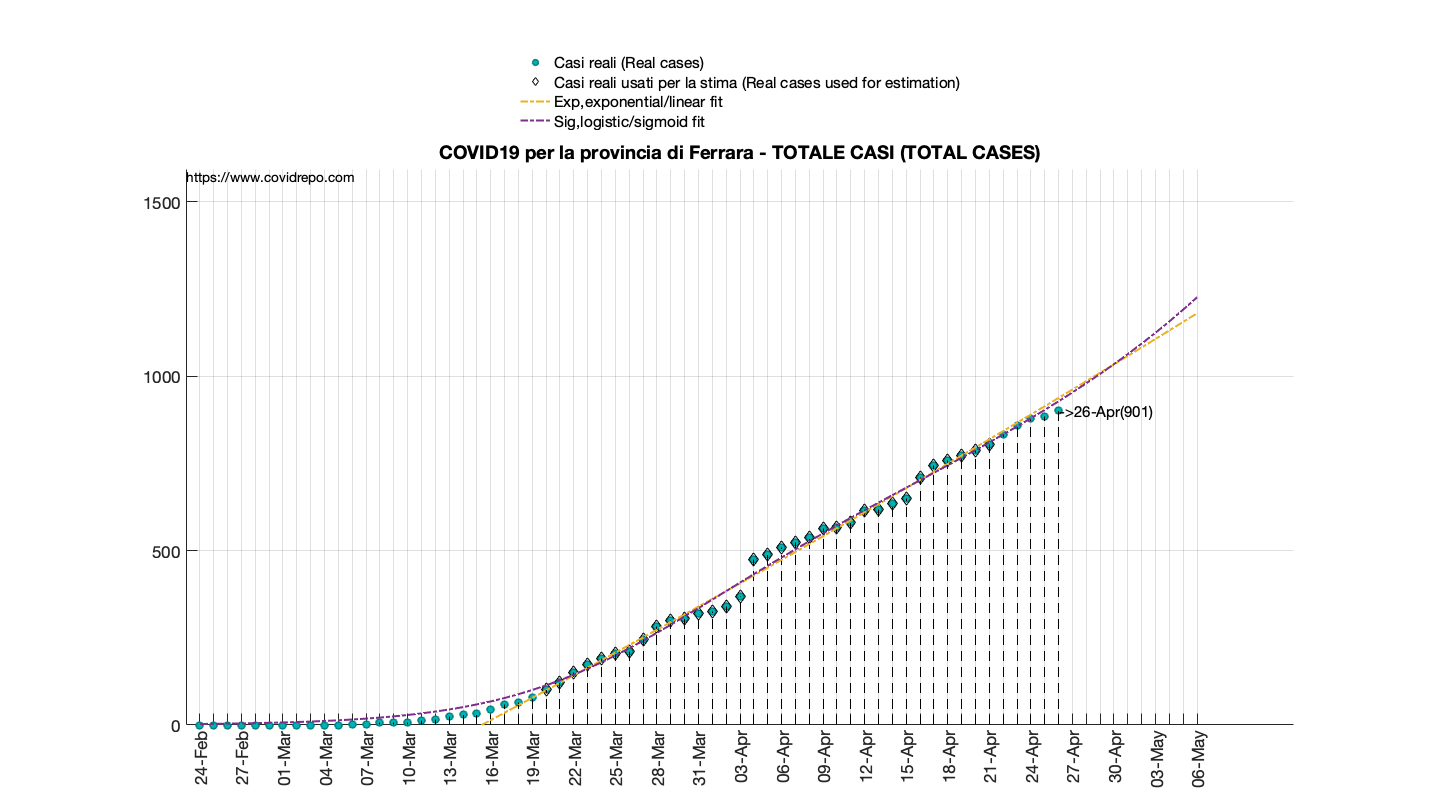 Casi reali (Real cases)
Casi reali usati per la stima (Real cases used for estimation)
Exp,exponential/linear fit
Sig,logistic/sigmoid fit
COVID19 per la provincia di Ferrara - TOTALE CASI (TOTAL CASES)
https://www.covidrepo.com
1500
1000
500
0
>26-Apr(901)
24-Feb
27-Feb
01-Mar
04-Mar
07-Mar
10-Mar
13-Mar
16-Mar
19-Mar
22-Mar
25-Mar
28-Mar
31-Mar
03-Apr
06-Apr
09-Apr
12-Apr
15-Apr
18-Apr
21-Apr
24-Apr
27-Apr
30-Apr
03-May
06-May